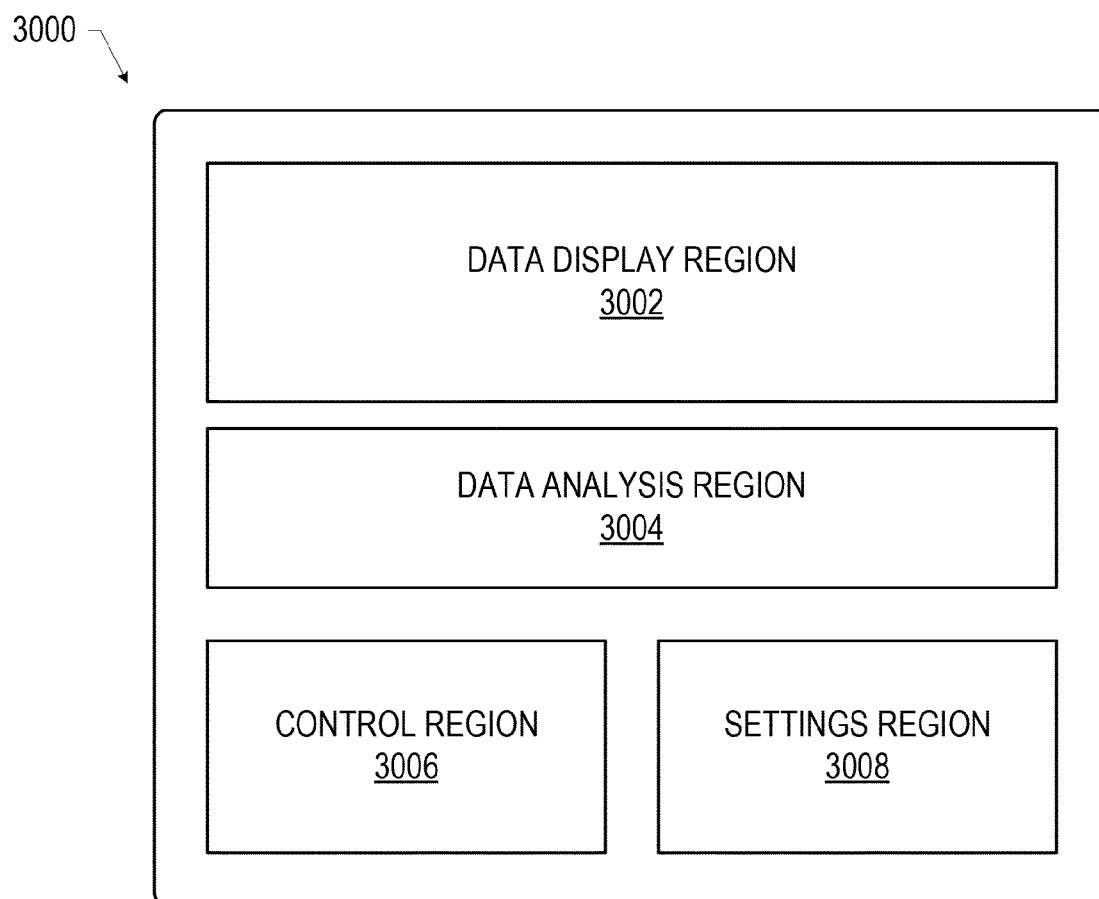 3000
DATA DISPLAY REGION
3002
DATA ANALYSIS REGION
3004
CONTROL REGION
3006
SETTINGS REGION
3008